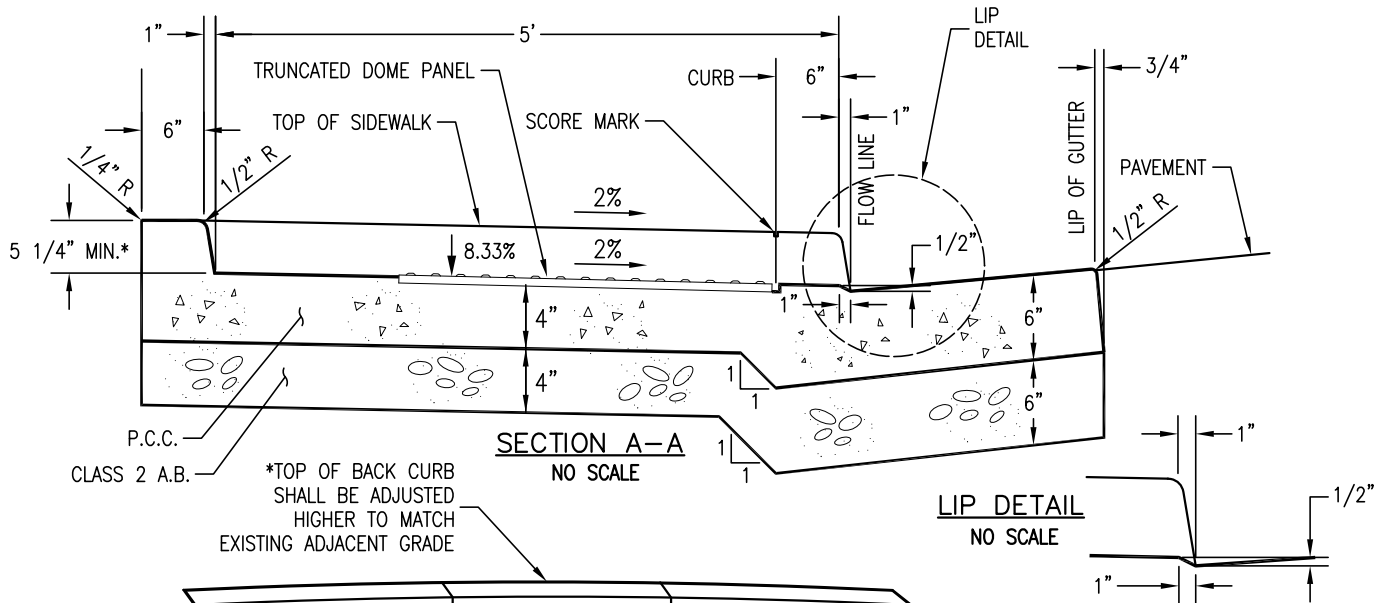 1"
5'
LIP
DETAIL
3/4"
TRUNCATED DOME PANEL
CURB
6"
6"
TOP OF SIDEWALK
SCORE MARK
1"
FLOW LINE
LIP OF GUTTER
PAVEMENT
1/4" R
1/2" R
2%
1/2" R
5 1/4" MIN.*
8.33%
2%
1/2"
1"
4"
6"
4"
6"
1
1
1
1
P.C.C.
CLASS 2 A.B.
SECTION A-A
NO SCALE
*TOP OF BACK CURB
SHALL BE ADJUSTED
HIGHER TO MATCH
EXISTING ADJACENT GRADE
LIP DETAIL
NO SCALE
1"
1/2"
1"